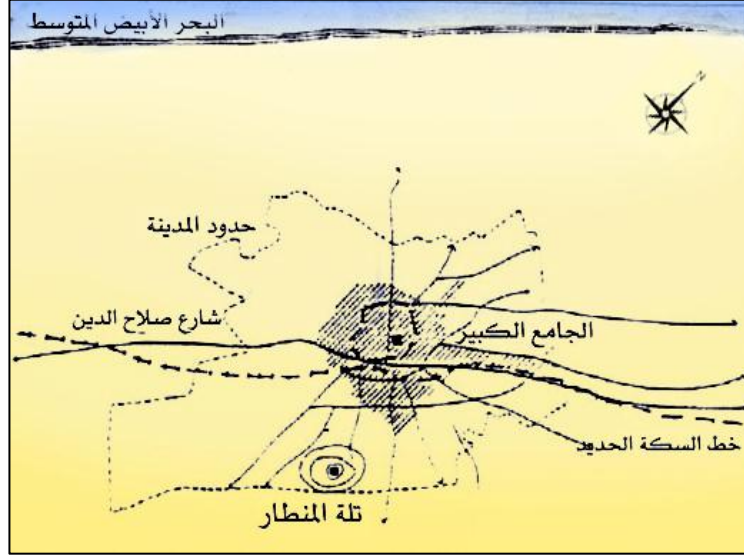 البحر الأبيض المتوسط
N
حدود المدينة
شارع صلاح الدين
الجامع الكبير
خط السكة الحديد
تلة المنطار